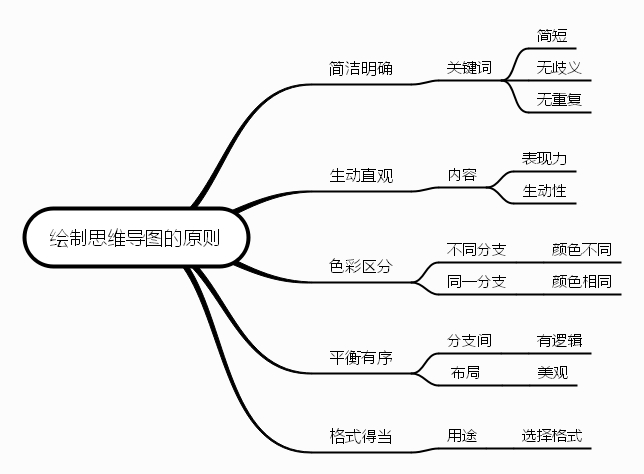 绘制思维导图的原则
简洁明确
关键词
简短
无歧义
无重复
生动直观
内容
表现力
生动性
色彩区分
不同分支
颜色不同
同一分支
颜色相同
平衡有序
分支间
有逻辑
布局
美观
格式得当
用途
选择格式